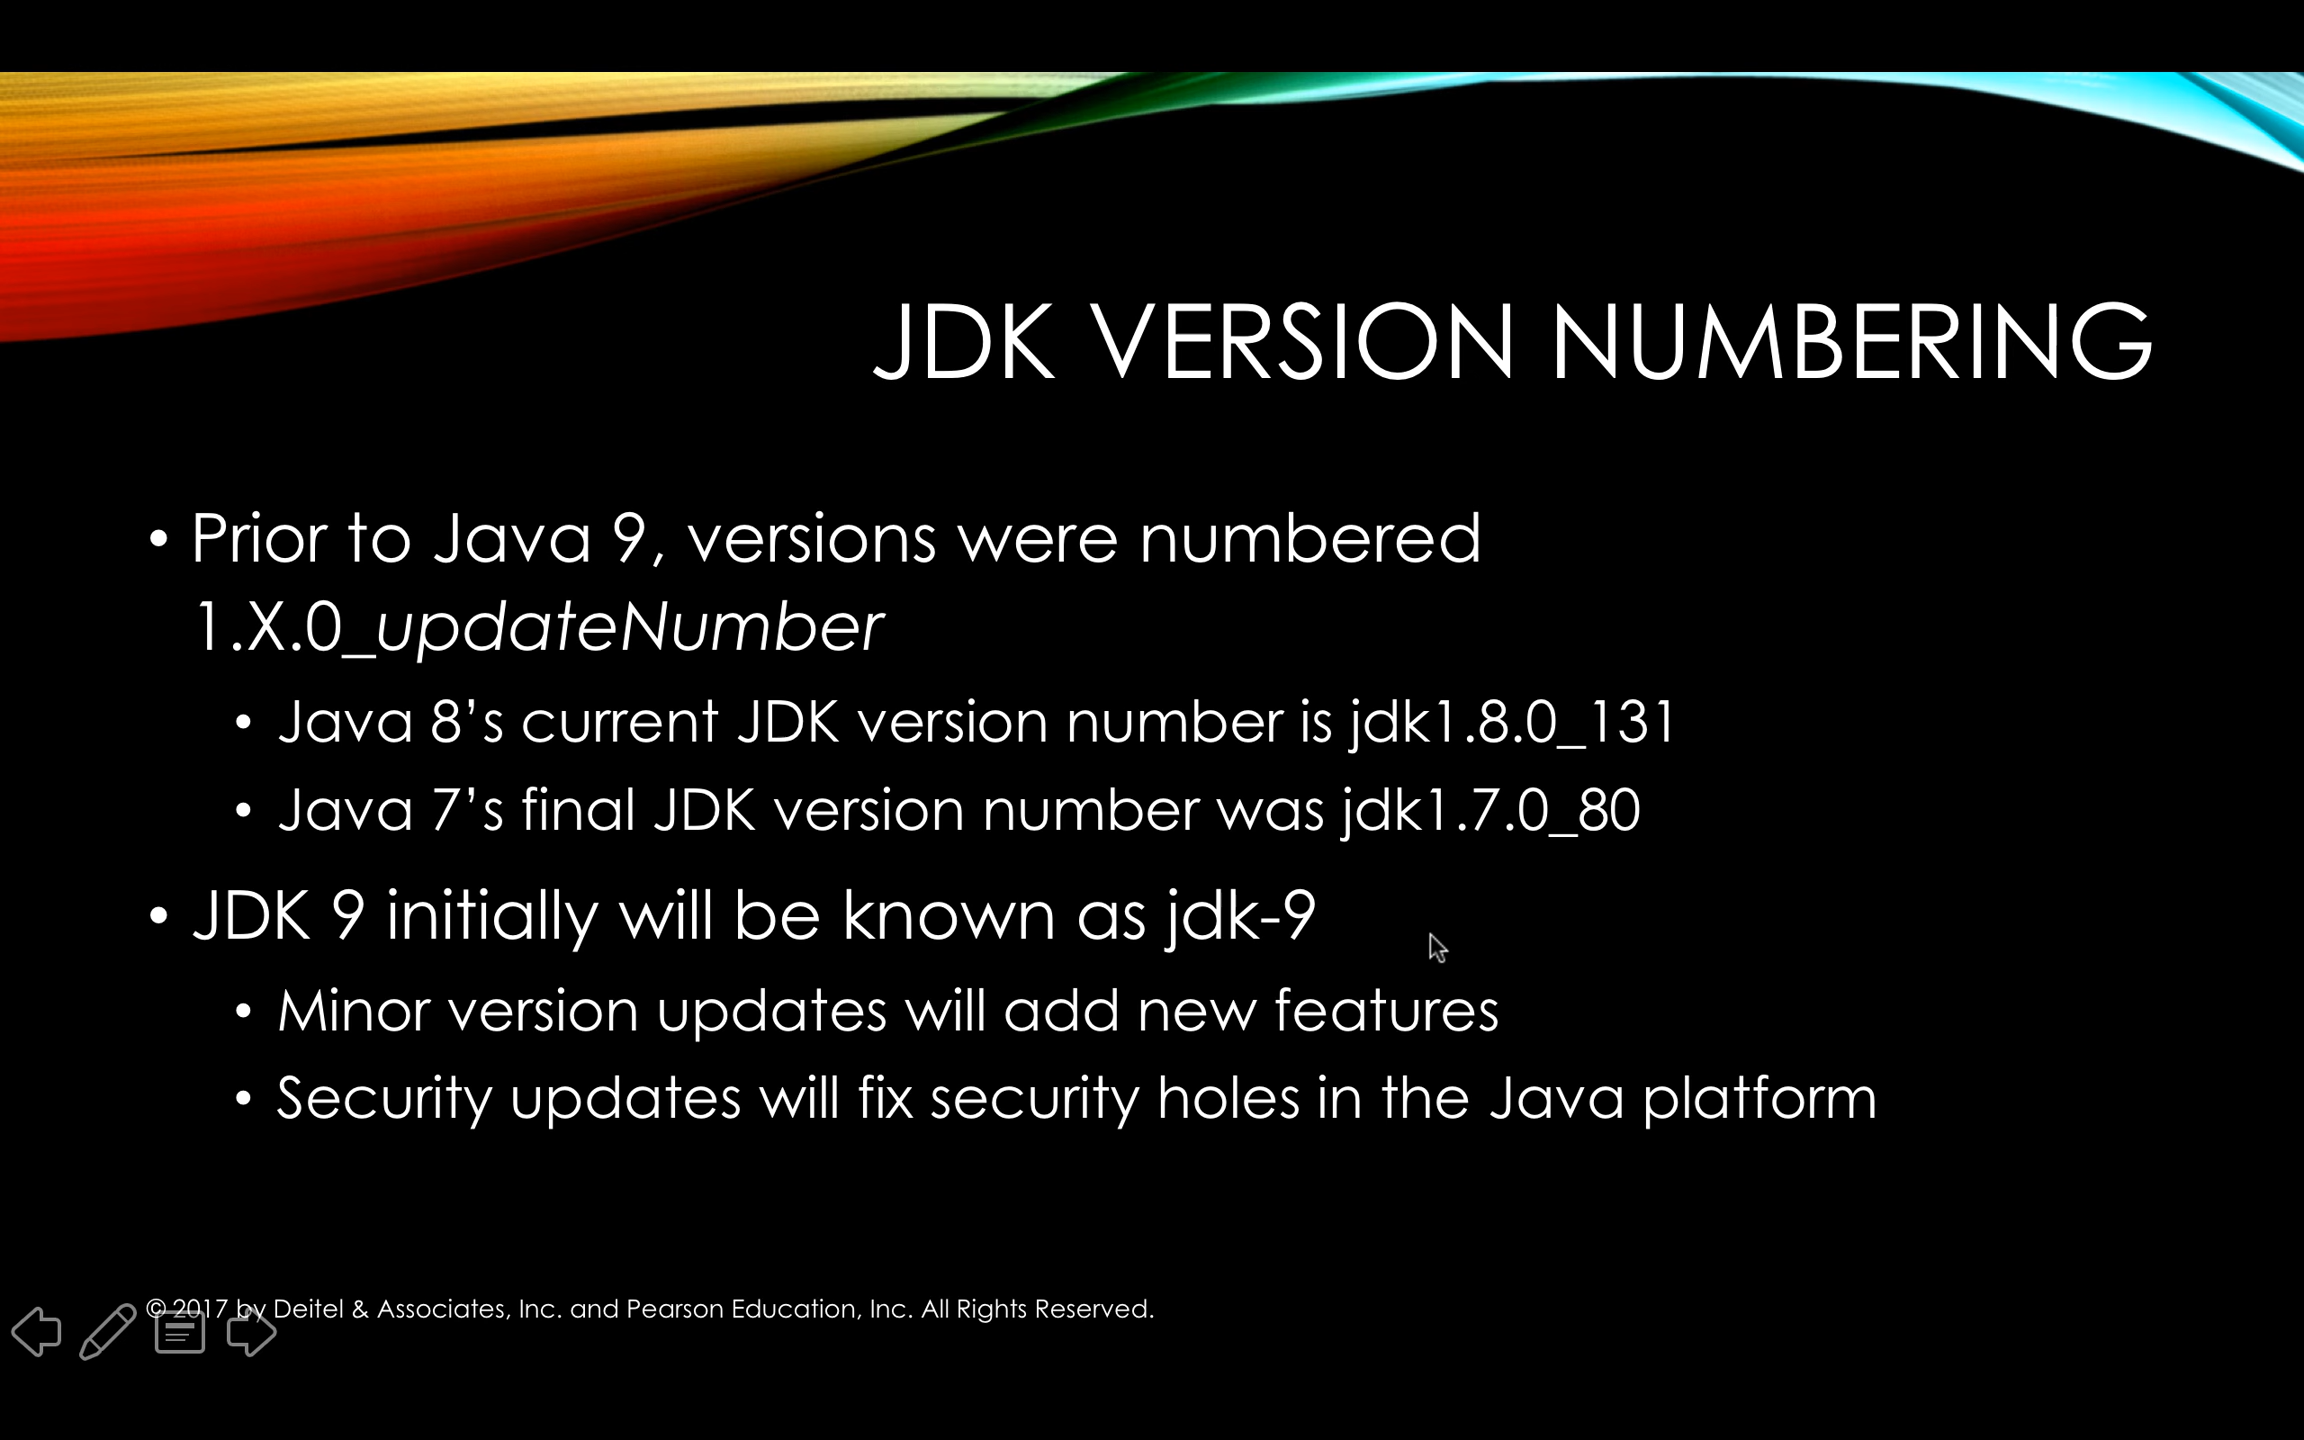 JDK VERSION NUMBERING
• Prior to Java 9, versions were numbered
1.X.0_updateNumber
• Java 8’s current JDK version number is jdk1.8.0_131
• Java 7’s final JDK version number was jdk1.7.0_80
• JDK 9 initially will be known as jdk-9
• Minor version updates will add new features
• Security updates will fix security holes in the Java platform
© 2017 by Deitel & Associates, Inc. and Pearson Education, Inc. All Rights Reserved.